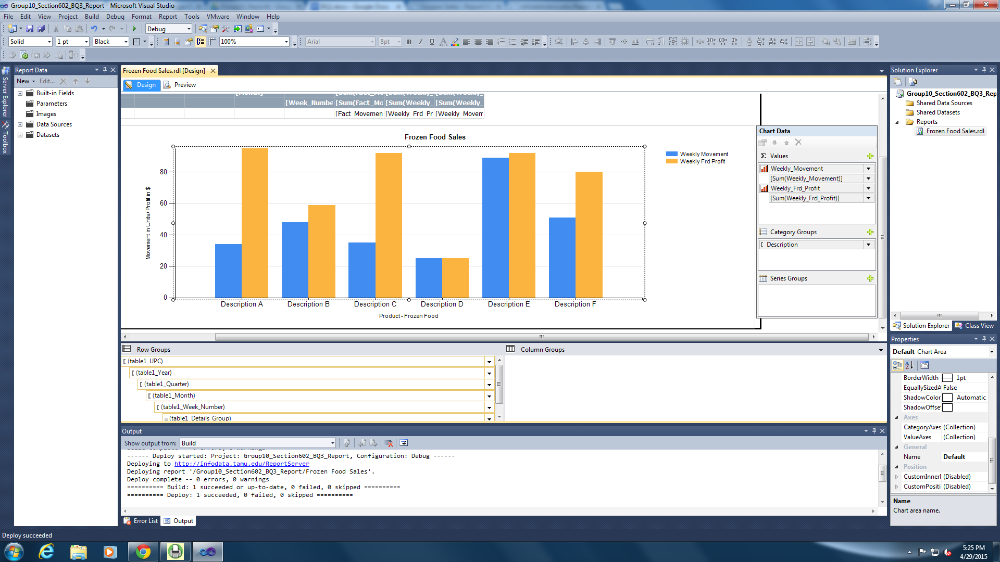 Group10_Section602_BQ3_Report - Microsoft Visual Studio
File Edit View Project Build Debug Format Report Tools VMware Window Help
Debug
Solid 1 pt Black 100% Arial 8pt B I U A
Report Data
New Edit...
Built-in Fields
Parameters
Images
Data Sources
Datasets
Server Explorer
Toolbox
Frozen Food Sales.rdl [Design]
Design Preview
[Week_Numbe [Sum(Fact_Mo [Sum(Weekly_ [Sum(Weekly_
[Fact Movemen [Weekly Frd Pr [Weekly Movem
Frozen Food Sales
Movement in Units/ Profit in $
80
60
40
20
0
Description A Description B Description C Description D Description E Description F
Product - Frozen Food
Weekly Movement
Weekly Frd Profit
Chart Data
Σ Values
Weekly_Movement
[Sum(Weekly_Movement)]
Weekly_Frd_Profit
[Sum(Weekly_Frd_Profit)]
Category Groups
Description
Series Groups
Row Groups
Column Groups
(table1_UPC)
(table1_Year)
(table1_Quarter)
(table1_Month)
(table1_Week_Number)
(table1_Details_Group)
Output
Show output from: Build
------ Deploy started: Project: Group10_Section602_BQ3_Report, Configuration: Debug ------
Deploying to http://infodata.tamu.edu/ReportServer
Deploying report '/Group10_Section602_BQ3_Report/Frozen Food Sales'.
Deploy complete -- 0 errors, 0 warnings
========== Build: 1 succeeded or up-to-date, 0 failed, 0 skipped ==========
========== Deploy: 1 succeeded, 0 failed, 0 skipped ==========
Error List Output
Solution Explorer
Group10_Section602_BQ3_Rep
Shared Data Sources
Shared Datasets
Reports
Frozen Food Sales.rdl
Solution Explorer Class View
Properties
Default Chart Area
BorderWidth 1pt
EquallySizedA False
ShadowColor Automatic
ShadowOffse
Axes
CategoryAxes (Collection)
ValueAxes (Collection)
General
Name Default
Position
CustomInnerI (Disabled)
CustomPositi (Disabled)
Name
Chart area name.
Deploy succeeded
5:25 PM
4/29/2015